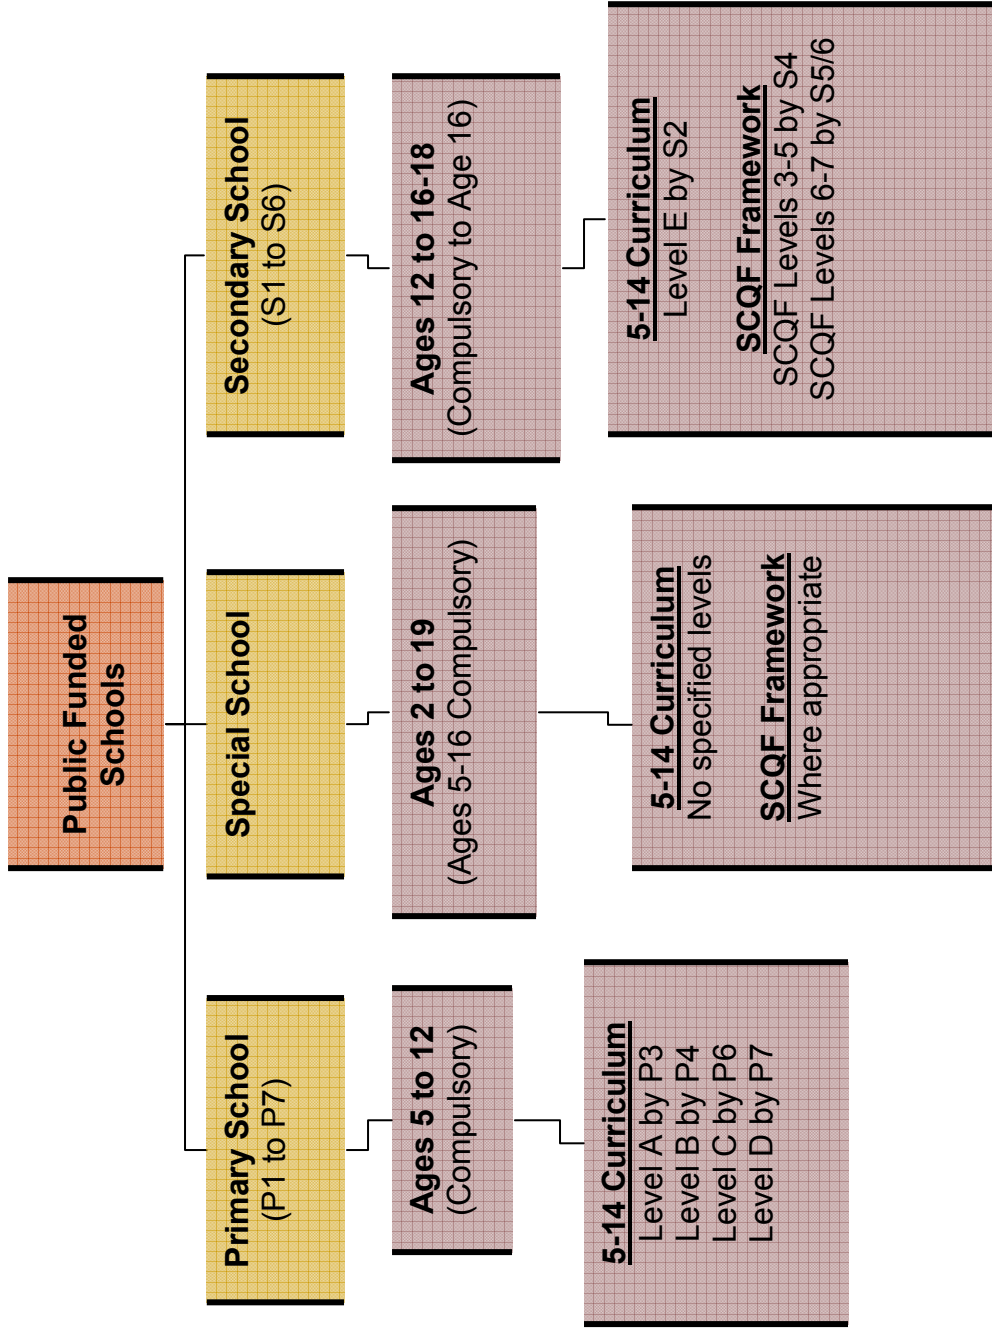 Public Funded
Schools
Primary School
(P1 to P7)
Ages 5 to 12
(Compulsory)
5-14 Curriculum
Level A by P3
Level B by P4
Level C by P6
Level D by P7
Special School
Ages 2 to 19
(Ages 5-16 Compulsory)
5-14 Curriculum
No specified levels
SCQF Framework
Where appropriate
Secondary School
(S1 to S6)
Ages 12 to 16-18
(Compulsory to Age 16)
5-14 Curriculum
Level E by S2
SCQF Framework
SCQF Levels 3-5 by S4
SCQF Levels 6-7 by S5/6